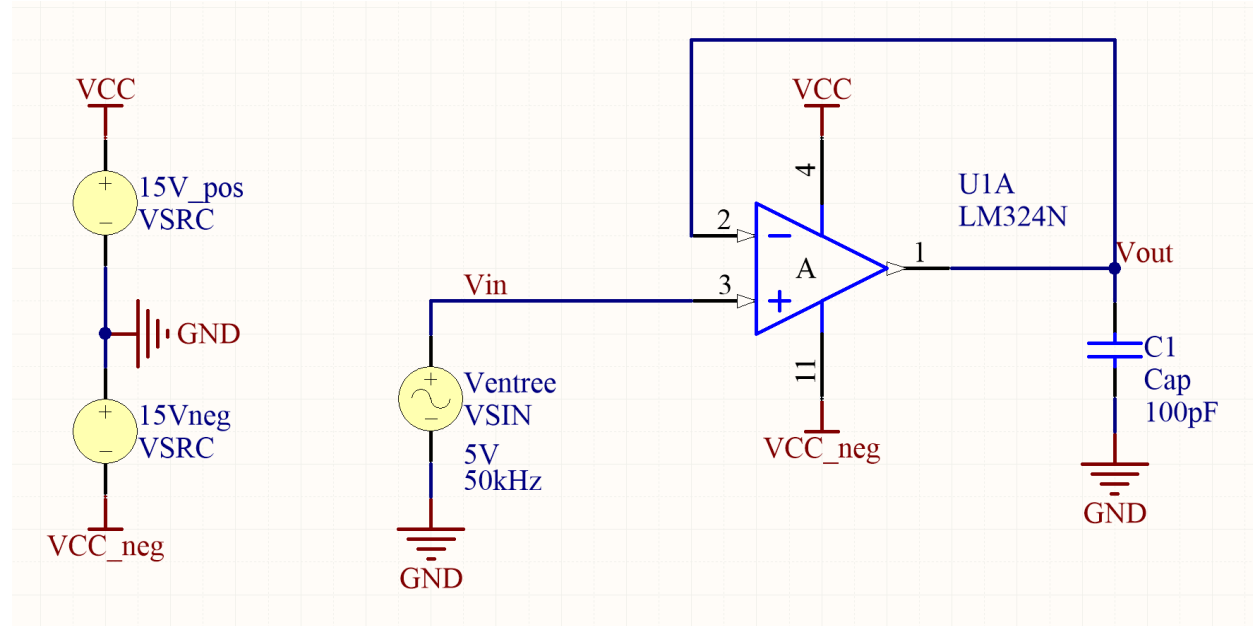 VCC
15V_pos
VSRC
GND
15Vneg
VSRC
VCC_neg
Vin
Ventree
VSIN
5V
50kHz
GND
VCC
4
2
3
A
1
11
VCC_neg
U1A
LM324N
Vout
C1
Cap
100pF
GND